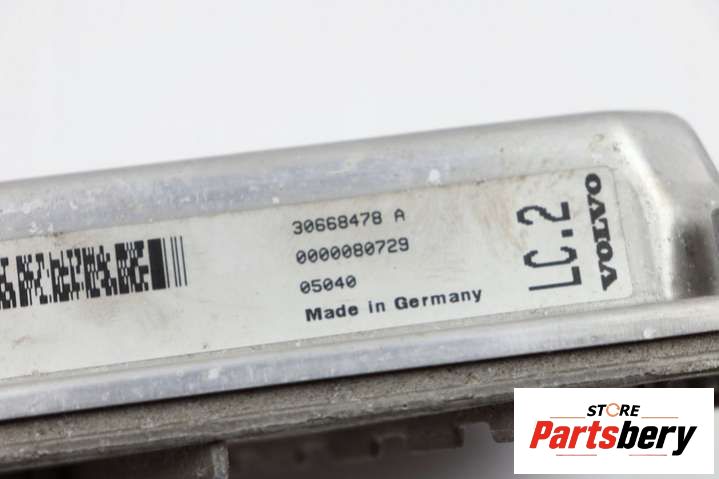 30668478 A
0000080729
05040
Made in Germany
LC.2
VOLVO
STORE
Partsbery